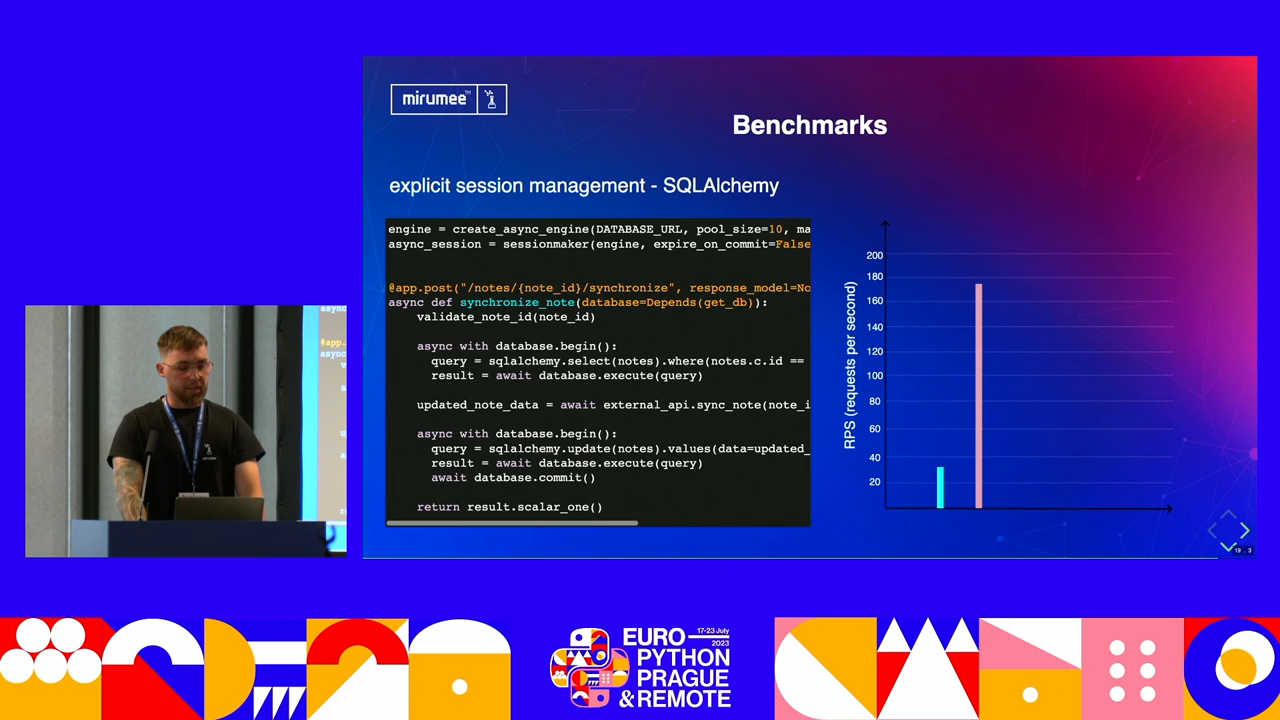 mirumee™
Benchmarks
explicit session management - SQLAlchemy
engine = create_async_engine(DATABASE_URL, pool_size=10, ma
async_session = sessionmaker(engine, expire_on_commit=False
@app.post("/notes/{note_id}/synchronize", response_model=No
async def synchronize_note(database=Depends(get_db)):
validate_note_id(note_id)
async with database.begin():
query = sqlalchemy.select(notes).where(notes.c.id ==
result = await database.execute(query)
updated_note_data = await external_api.sync_note(note_i
async with database.begin():
query = sqlalchemy.update(notes).values(data=updated_
result = await database.execute(query)
await database.commit()
return result.scalar_one()
RPS (requests per second)
200
180
160
140
120
100
80
60
40
20
19 . 3
EURO
17-23 July
2023
PYTHON
PRAGUE
& REMOTE